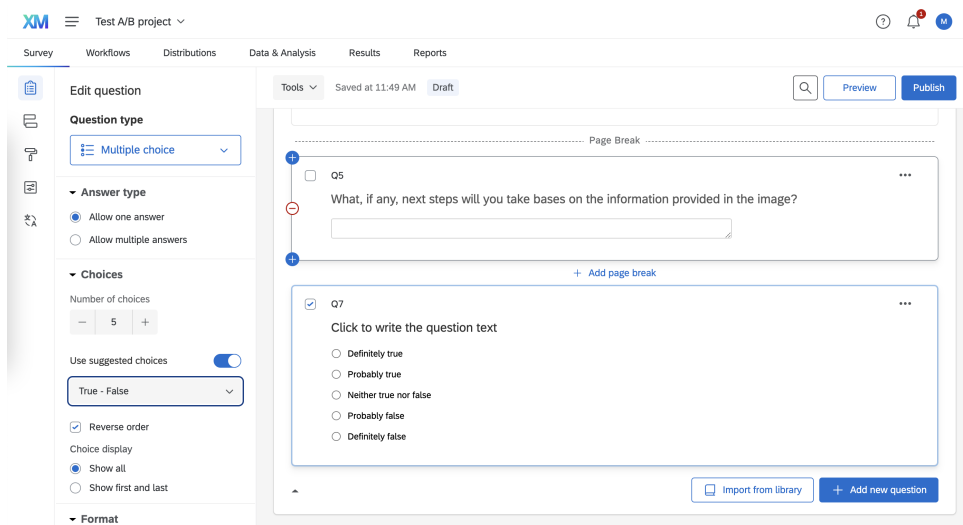 XM Test A/B project
1
M
Survey Workflows Distributions Data & Analysis Results Reports
Edit question
Question type
Multiple choice
Answer type
Allow one answer
Allow multiple answers
Choices
Number of choices
5
Use suggested choices
True - False
Reverse order
Choice display
Show all
Show first and last
Format
Tools Saved at 11:49 AM Draft Preview Publish
Page Break
Q5
What, if any, next steps will you take bases on the information provided in the image?
Add page break
Q7
Click to write the question text
Definitely true
Probably true
Neither true nor false
Probably false
Definitely false
Import from library Add new question